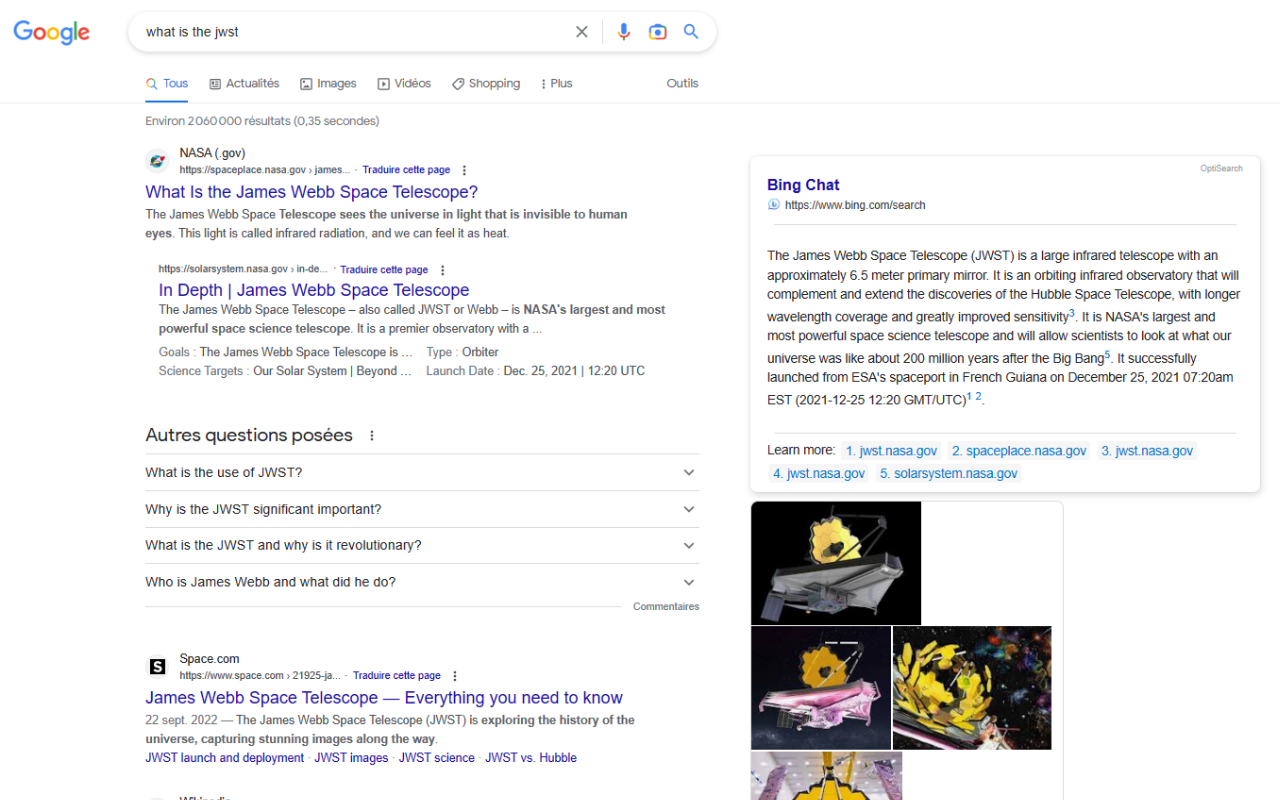 Google
what is the jwst
Tous
Actualités
Images
Vidéos
Shopping
Plus
Outils
Environ 2 060 000 résultats (0,35 secondes)
NASA (.gov)
https://spaceplace.nasa.gov › james... · Traduire cette page
What Is the James Webb Space Telescope?
The James Webb Space Telescope sees the universe in light that is invisible to human
eyes. This light is called infrared radiation, and we can feel it as heat.
https://solarsystem.nasa.gov › in-de... · Traduire cette page
In Depth | James Webb Space Telescope
The James Webb Space Telescope – also called JWST or Webb – is NASA's largest and most
powerful space science telescope. It is a premier observatory with a ...
Goals : The James Webb Space Telescope is ... Type : Orbiter
Science Targets : Our Solar System | Beyond ... Launch Date : Dec. 25, 2021 | 12:20 UTC
Autres questions posées
What is the use of JWST?
Why is the JWST significant important?
What is the JWST and why is it revolutionary?
Who is James Webb and what did he do?
Commentaires
S
Space.com
https://www.space.com › 21925-ja... · Traduire cette page
James Webb Space Telescope — Everything you need to know
22 sept. 2022 — The James Webb Space Telescope (JWST) is exploring the history of the
universe, capturing stunning images along the way.
JWST launch and deployment · JWST images · JWST science · JWST vs. Hubble
Wikipedia
OptiSearch
Bing Chat
https://www.bing.com/search
The James Webb Space Telescope (JWST) is a large infrared telescope with an
approximately 6.5 meter primary mirror. It is an orbiting infrared observatory that will
complement and extend the discoveries of the Hubble Space Telescope, with longer
wavelength coverage and greatly improved sensitivity3. It is NASA's largest and
most powerful space science telescope and will allow scientists to look at what our
universe was like about 200 million years after the Big Bang5. It successfully
launched from ESA's spaceport in French Guiana on December 25, 2021 07:20am
EST (2021-12-25 12:20 GMT/UTC)1 2.
Learn more: 1. jwst.nasa.gov 2. spaceplace.nasa.gov 3. jwst.nasa.gov
4. jwst.nasa.gov 5. solarsystem.nasa.gov